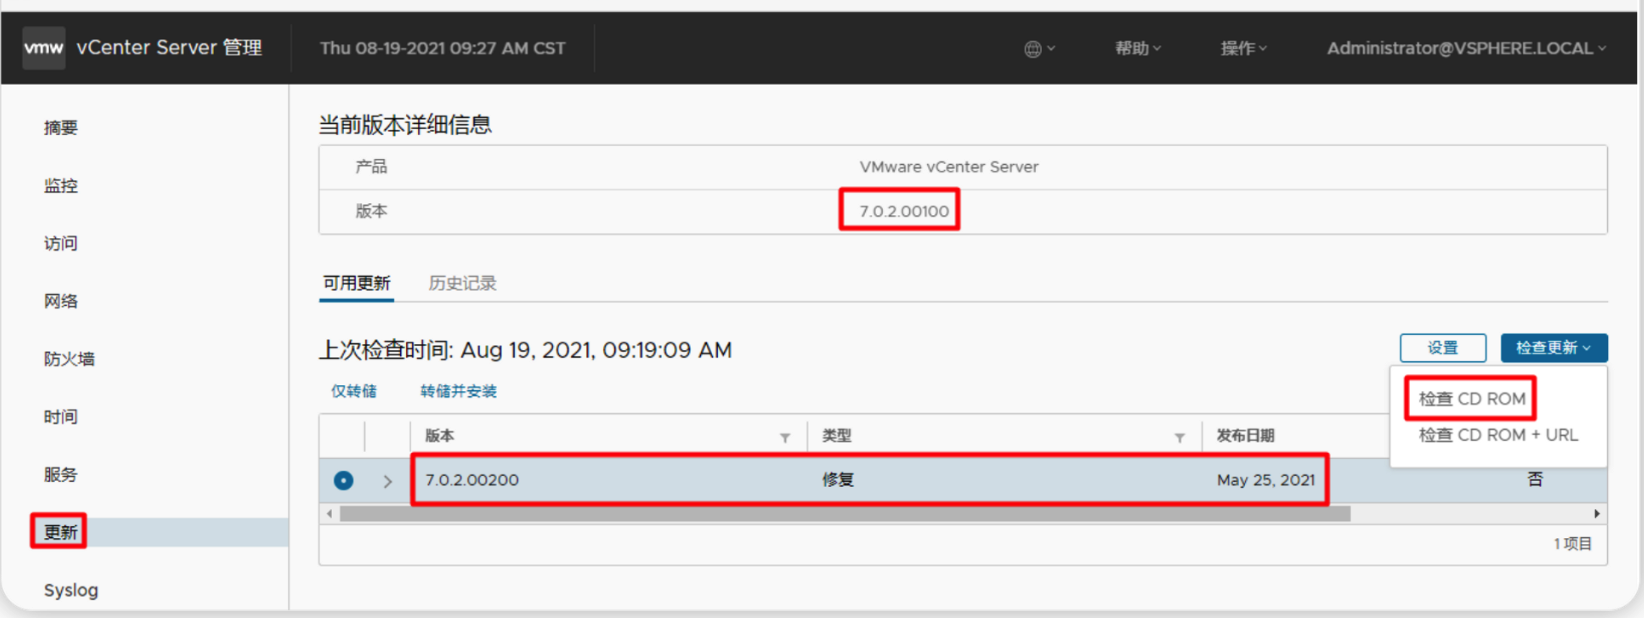 vmw vCenter Server 管理 Thu 08-19-2021 09:27 AM CST 帮助 操作 Administrator@VSPHERE.LOCAL
摘要
监控
访问
网络
防火墙
时间
服务
更新
Syslog
当前版本详细信息
产品 VMware vCenter Server
版本 7.0.2.00100
可用更新 历史记录
上次检查时间: Aug 19, 2021, 09:19:09 AM
设置 检查更新
检查 CD ROM
检查 CD ROM + URL
仅转储 转储并安装
版本 类型 发布日期
7.0.2.00200 修复 May 25, 2021 否
1 项目